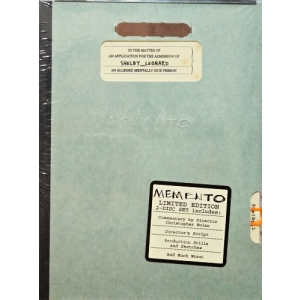 IN THE MATTER OF
AN APPLICATION FOR THE ADMISSION OF
SHELBY, LEONARD
AN ALLEGED MENTALLY SICK PERSON
MEMENTO
MEMENTO
LIMITED EDITION
2-DISC SET includes:
Commentary by Director
Christopher Nolan
Director's Script
Production Stills
and Sketches
And Much More!